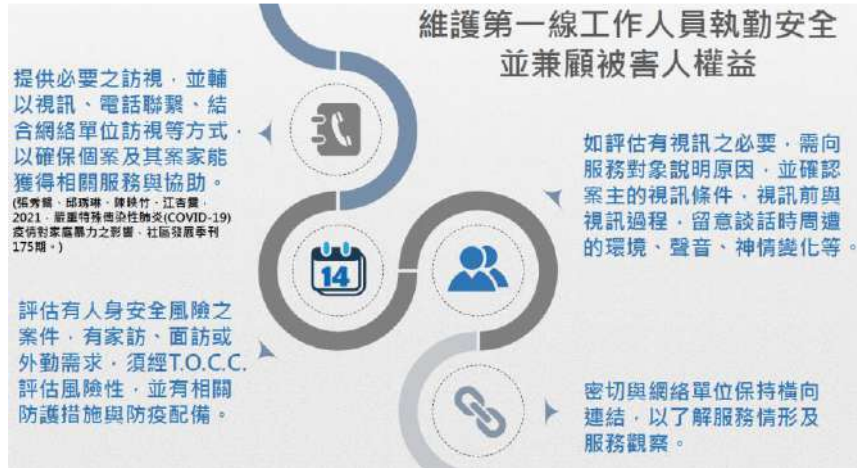 維護第一線工作人員執勤安全
並兼顧被害人權益
提供必要之訪視，並輔
以視訊、電話聯繫、結
合網絡單位訪視等方式，
以確保個案及其案家能
獲得相關服務與協助。
(張秀鴛、邱琇琳、陳映竹、江杏雲，
2021，嚴重特殊傳染性肺炎(COVID-19)
疫情對家庭暴力之影響，社區發展季刊
175期。)
如評估有視訊之必要，需向
服務對象說明原因，並確認
案主的視訊條件，視訊前與
視訊過程，留意談話時周遭
的環境、聲音、神情變化等。
14
評估有人身安全風險之
案件，有家訪、面訪或
外勤需求，須經T.O.C.C.
評估風險性，並有相關
防護措施與防疫配備。
密切與網絡單位保持橫向
連結，以了解服務情形及
服務觀察。